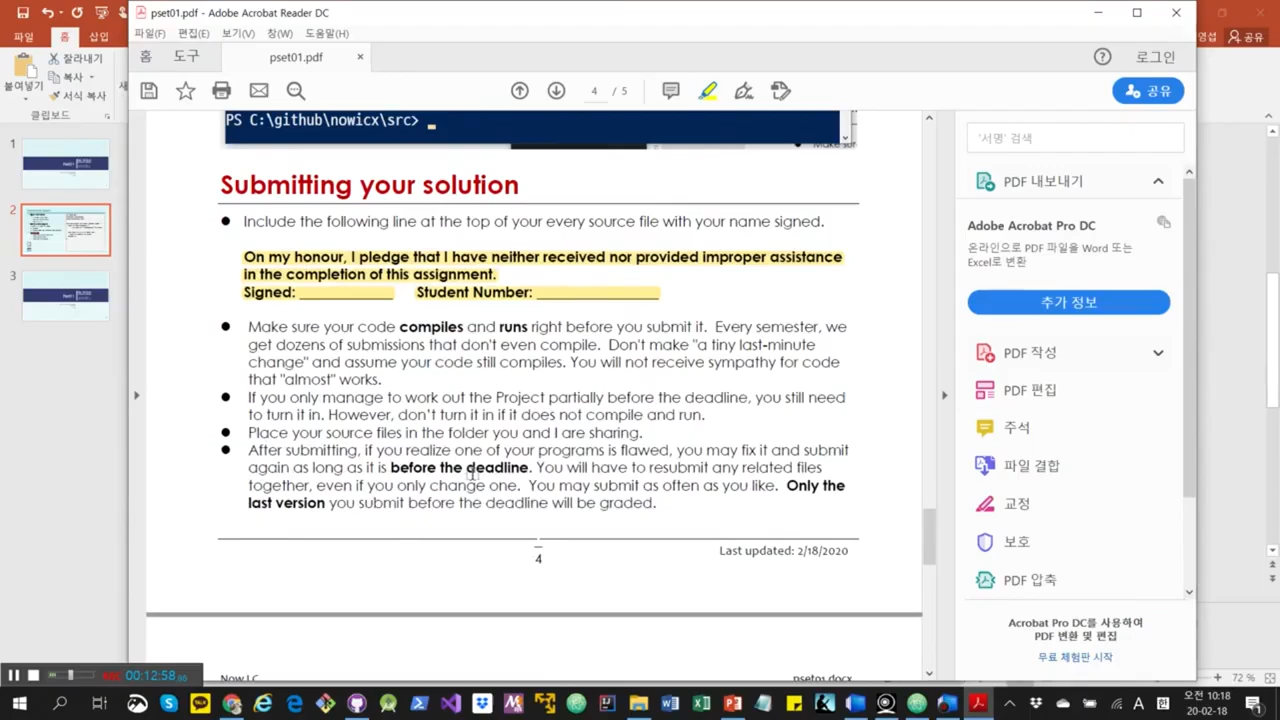 pset01.pdf - Adobe Acrobat Reader DC
파일(F) 편집(E) 보기(V) 창(W) 도움말(H)
파일 홈 삽입
홈 도구 pset01.pdf
로그인
공유
4 / 5
공유
붙여넣기
잘라내기
복사
서식 복사
클립보드
1
2
3
PS C:\github\nowicx\src>
Submitting your solution
● Include the following line at the top of your every source file with your name signed.
On my honour, I pledge that I have neither received nor provided improper assistance
in the completion of this assignment.
Signed: ____________ Student Number: ________________
● Make sure your code compiles and runs right before you submit it. Every semester, we
get dozens of submissions that don't even compile. Don't make "a tiny last-minute
change" and assume your code still compiles. You will not receive sympathy for code
that "almost" works.
● If you only manage to work out the Project partially before the deadline, you still need
to turn it in. However, don't turn it in if it does not compile and run.
● Place your source files in the folder you and I are sharing.
● After submitting, if you realize one of your programs is flawed, you may fix it and submit
again as long as it is before the deadline. You will have to resubmit any related files
together, even if you only change one. You may submit as often as you like. Only the
last version you submit before the deadline will be graded.
4
Last updated: 2/18/2020
Now I.C
pset01.docx
'서명' 검색
PDF 내보내기
Adobe Acrobat Pro DC
온라인으로 PDF 파일을 Word 또는
Excel로 변환
추가 정보
PDF 작성
PDF 편집
주석
파일 결합
교정
보호
PDF 압축
Acrobat Pro DC를 사용하여
PDF 변환 및 편집
무료 체험판 시작
00:12:58
72 %
오전 10:18
20-02-18